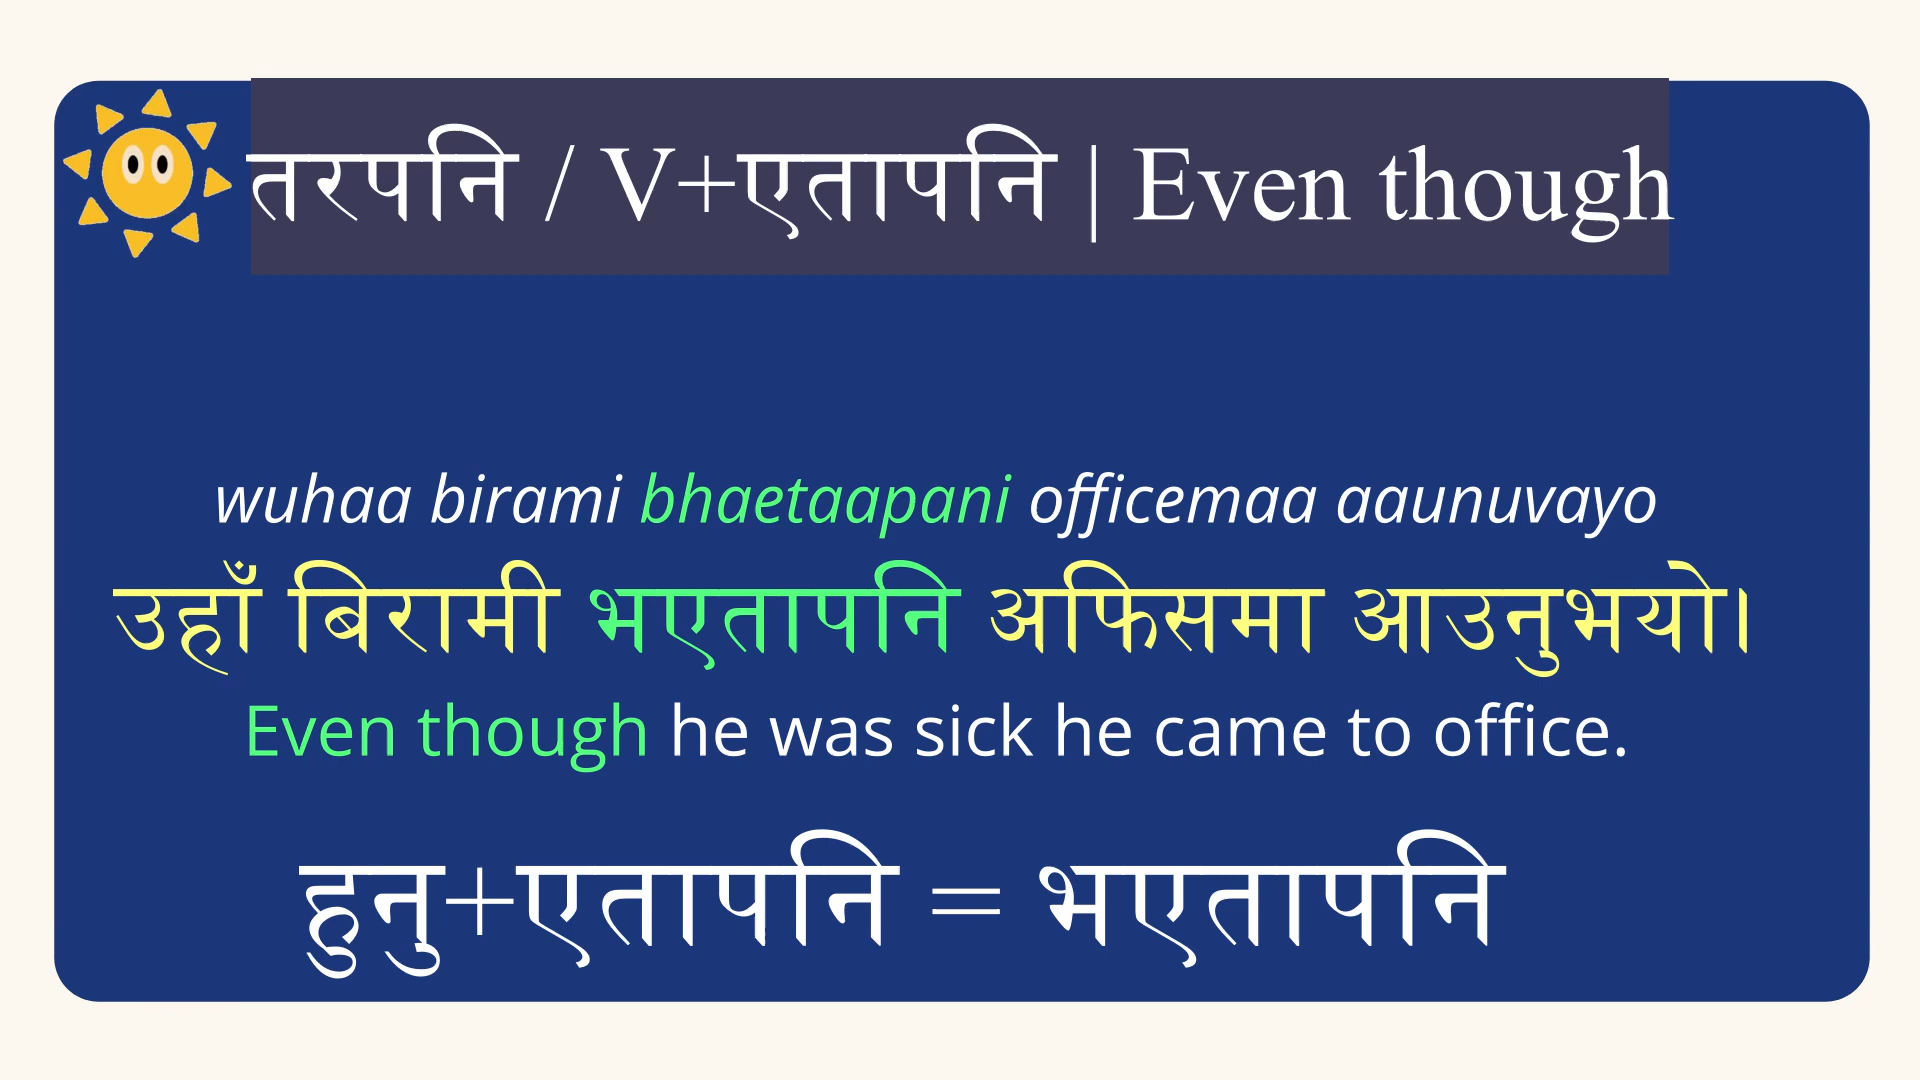 तरपनि / V+एतापनि | Even though
wuhaa birami bhaetaapani officemaa aaunuvayo
उहाँ बिरामी भएतापनि अफिसमा आउनुभयो।
Even though he was sick he came to office.
हुनु+एतापनि = भएतापनि